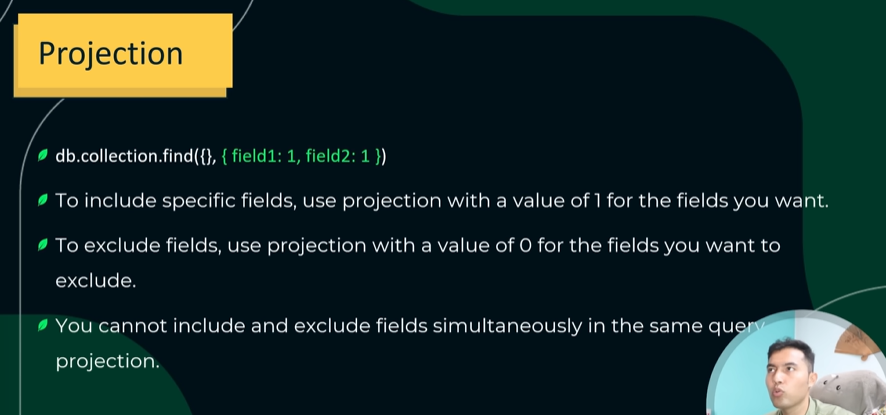 Projection
db.collection.find({}, { field1: 1, field2: 1 })
To include specific fields, use projection with a value of 1 for the fields you want.
To exclude fields, use projection with a value of 0 for the fields you want to
exclude.
You cannot include and exclude fields simultaneously in the same query
projection.